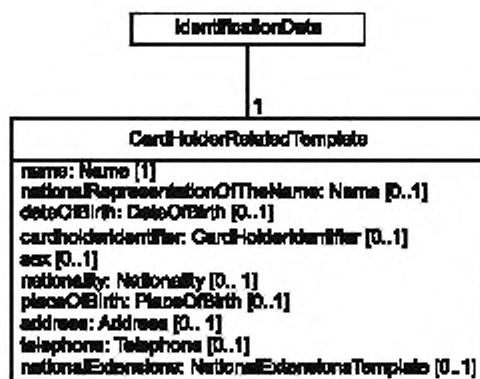 IdentificationData
1
CardHolderRelatedTemplate
name: Name [1]
nationalRepresentationOfTheName: Name [0..1]
dateOfBirth: DateOfBirth [0..1]
cardholderIdentifier: CardHolderIdentifier [0..1]
sex [0..1]
nationality: Nationality [0.. 1]
placeOfBirth: PlaceOfBirth [0..1]
address: Address [0.. 1]
telephone: Telephone [0..1]
nationalExtensions: NationalExtensionsTemplate [0..1]